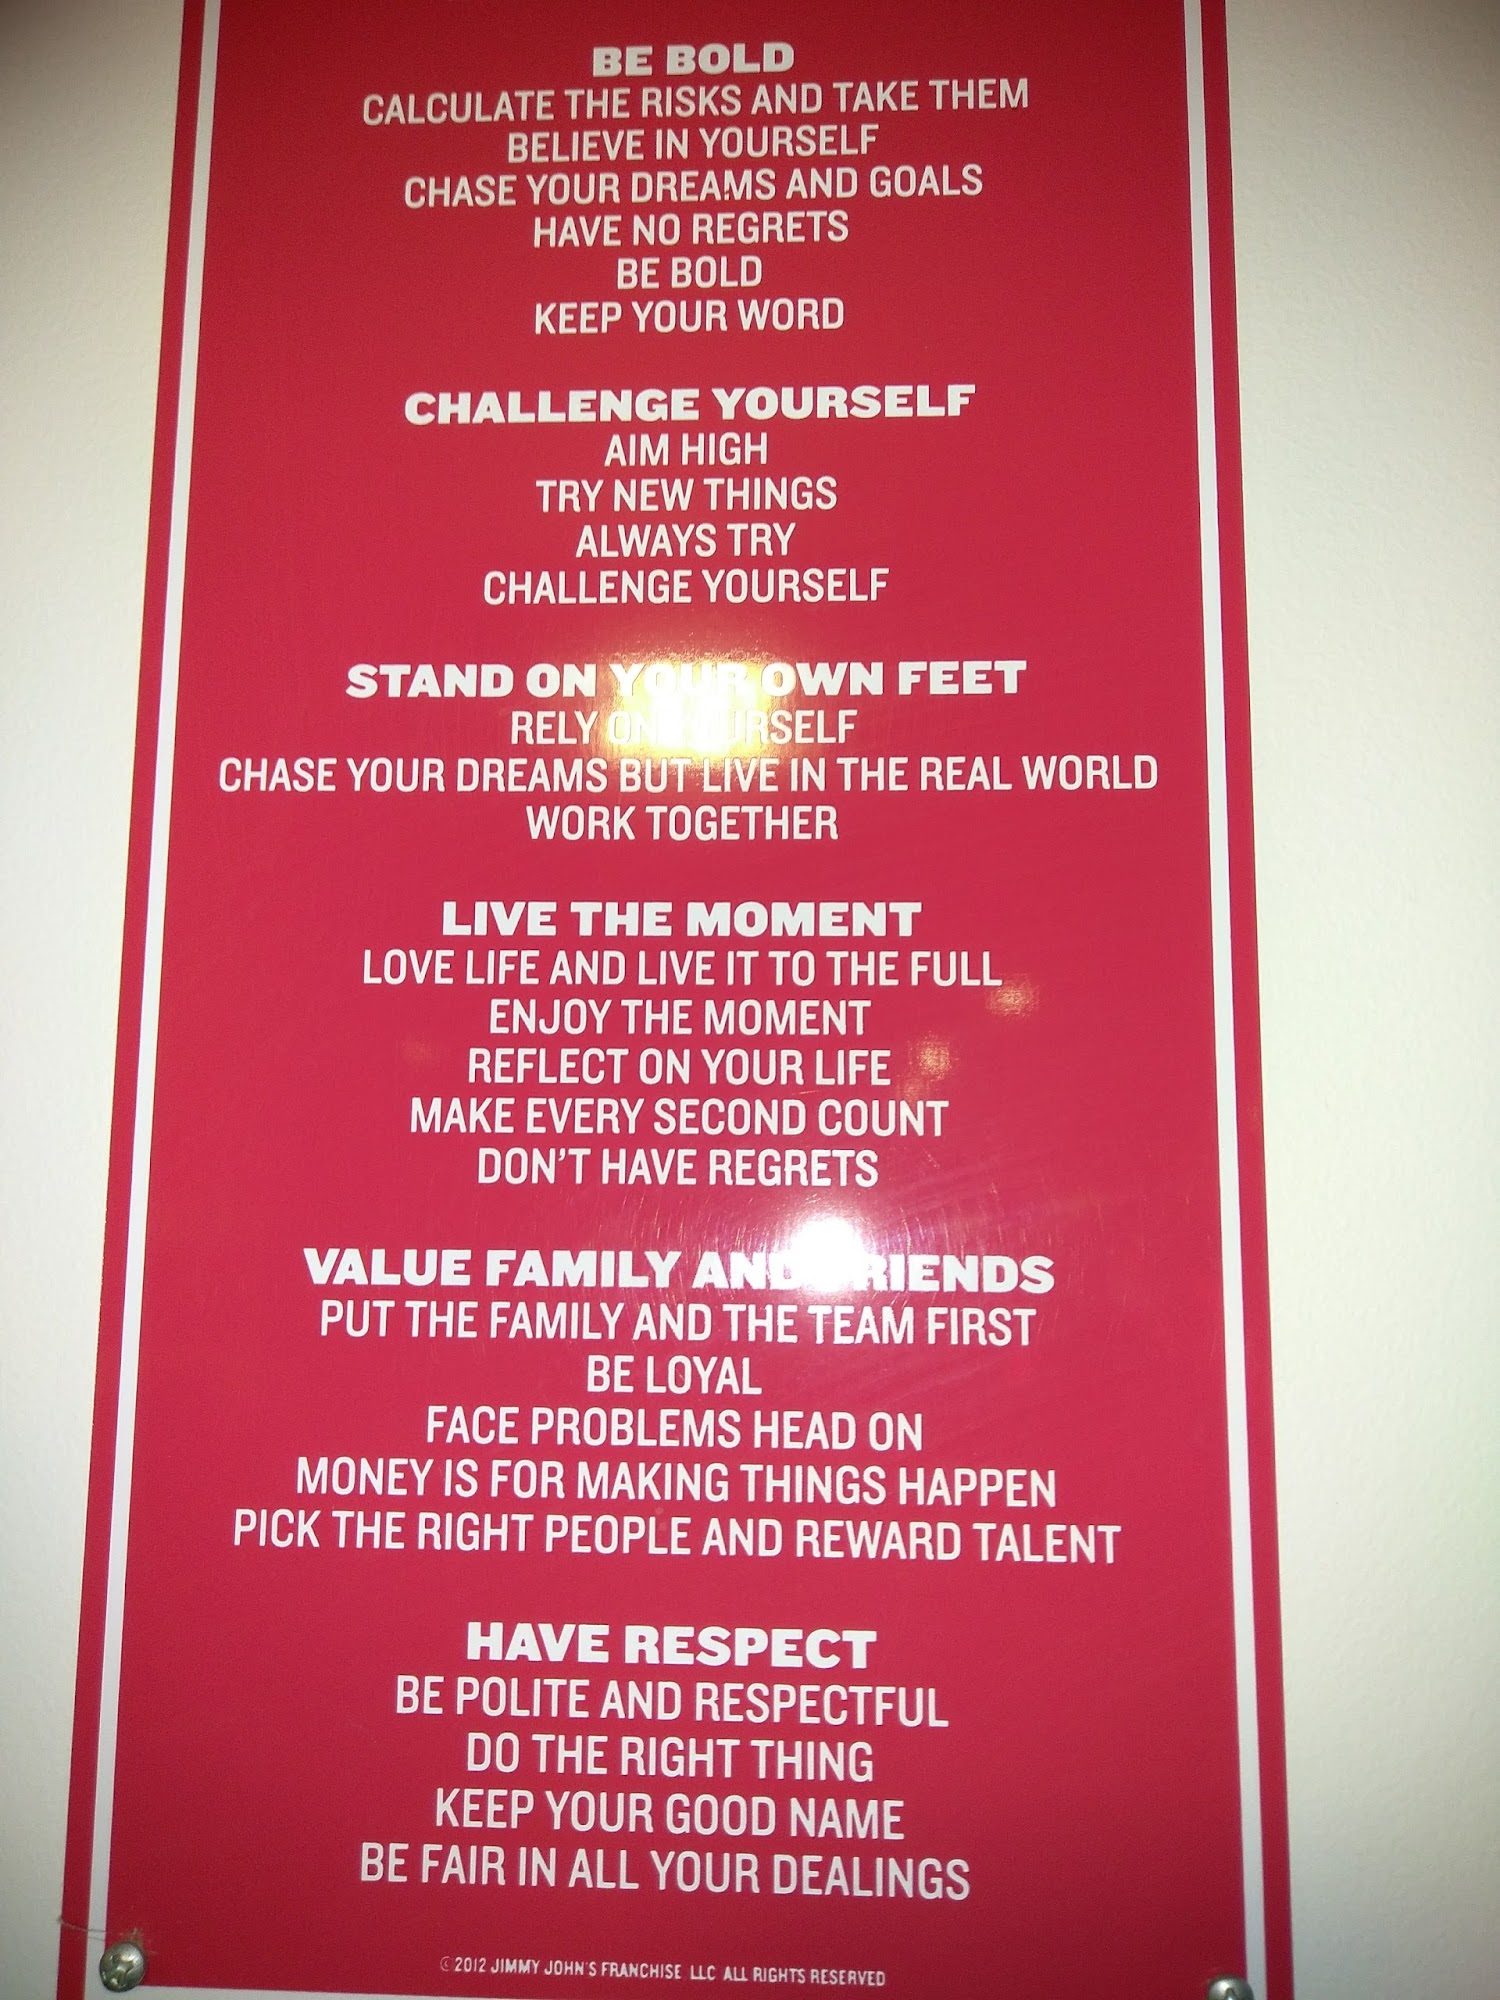 BE BOLD
CALCULATE THE RISKS AND TAKE THEM
BELIEVE IN YOURSELF
CHASE YOUR DREAMS AND GOALS
HAVE NO REGRETS
BE BOLD
KEEP YOUR WORD
CHALLENGE YOURSELF
AIM HIGH
TRY NEW THINGS
ALWAYS TRY
CHALLENGE YOURSELF
STAND ON YOUR OWN FEET
RELY ON YOURSELF
CHASE YOUR DREAMS BUT LIVE IN THE REAL WORLD
WORK TOGETHER
LIVE THE MOMENT
LOVE LIFE AND LIVE IT TO THE FULL
ENJOY THE MOMENT
REFLECT ON YOUR LIFE
MAKE EVERY SECOND COUNT
DON'T HAVE REGRETS
VALUE FAMILY AND FRIENDS
PUT THE FAMILY AND THE TEAM FIRST
BE LOYAL
FACE PROBLEMS HEAD ON
MONEY IS FOR MAKING THINGS HAPPEN
PICK THE RIGHT PEOPLE AND REWARD TALENT
HAVE RESPECT
BE POLITE AND RESPECTFUL
DO THE RIGHT THING
KEEP YOUR GOOD NAME
BE FAIR IN ALL YOUR DEALINGS
©2012 JIMMY JOHN'S FRANCHISE LLC ALL RIGHTS RESERVED